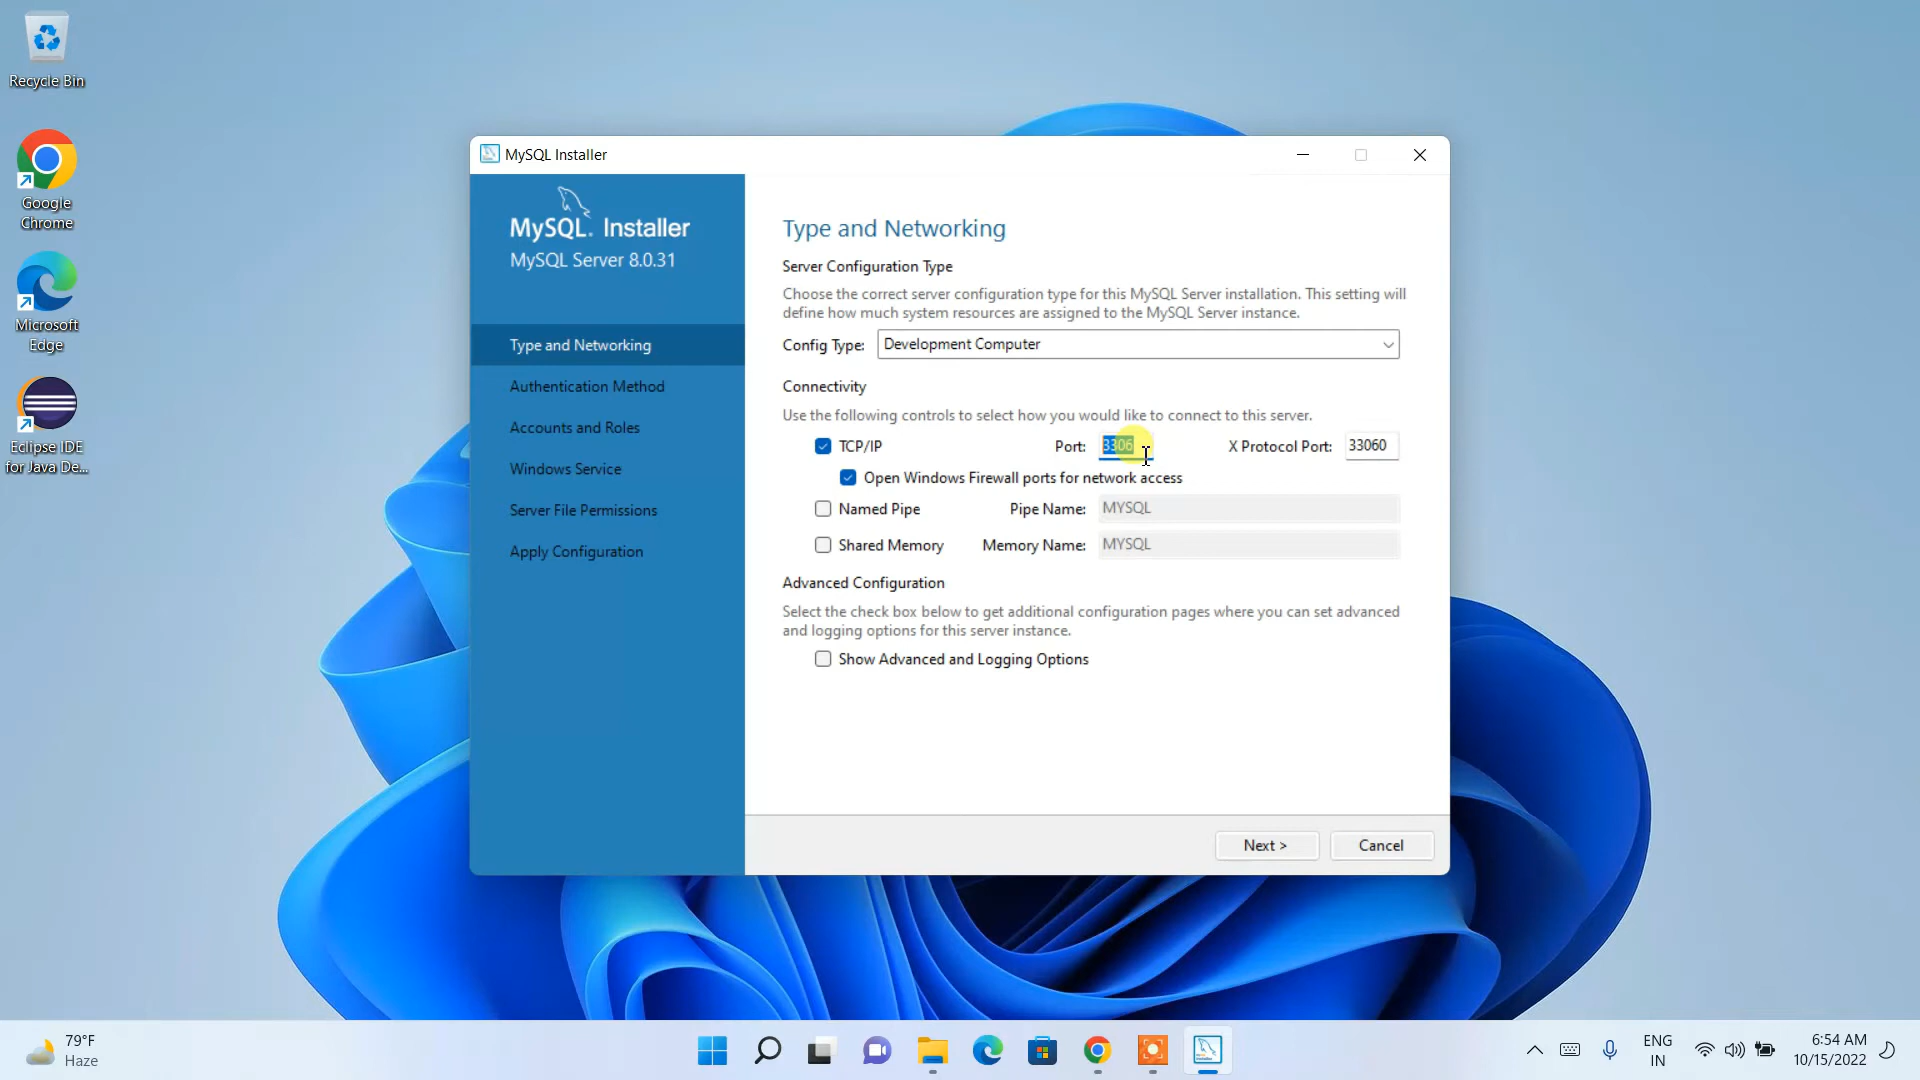 Recycle Bin
Google
Chrome
Microsoft
Edge
Eclipse IDE
for Java De...
MySQL Installer
MySQL. Installer
MySQL Server 8.0.31
Type and Networking
Authentication Method
Accounts and Roles
Windows Service
Server File Permissions
Apply Configuration
Type and Networking
Server Configuration Type
Choose the correct server configuration type for this MySQL Server installation. This setting will
define how much system resources are assigned to the MySQL Server instance.
Config Type: Development Computer
Connectivity
Use the following controls to select how you would like to connect to this server.
TCP/IP Port: 3306 X Protocol Port: 33060
Open Windows Firewall ports for network access
Named Pipe Pipe Name: MYSQL
Shared Memory Memory Name: MYSQL
Advanced Configuration
Select the check box below to get additional configuration pages where you can set advanced
and logging options for this server instance.
Show Advanced and Logging Options
Next > Cancel
79°F
Haze
ENG
IN
6:54 AM
10/15/2022